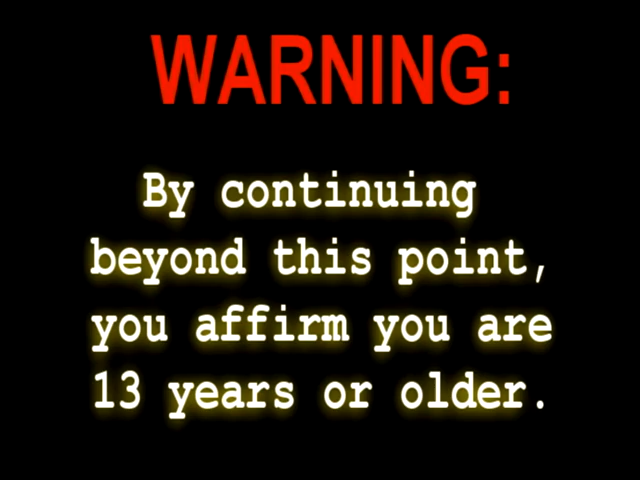 WARNING:
By continuing
beyond this point,
you affirm you are
13 years or older.